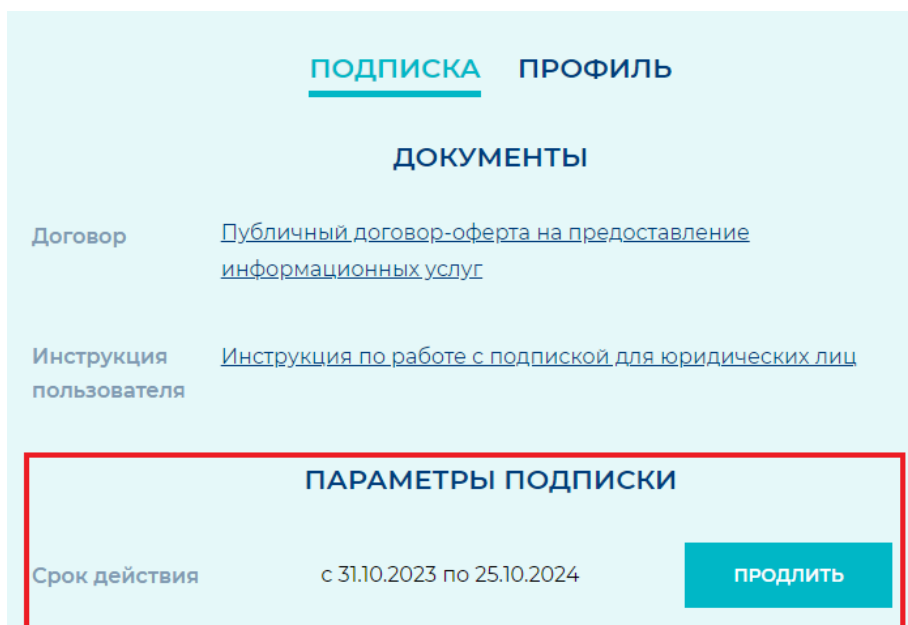 ПОДПИСКА ПРОФИЛЬ
ДОКУМЕНТЫ
Договор Публичный договор-оферта на предоставление
информационных услуг
Инструкция Инструкция по работе с подпиской для юридических лиц
пользователя
ПАРАМЕТРЫ ПОДПИСКИ
Срок действия с 31.10.2023 по 25.10.2024 ПРОДЛИТЬ